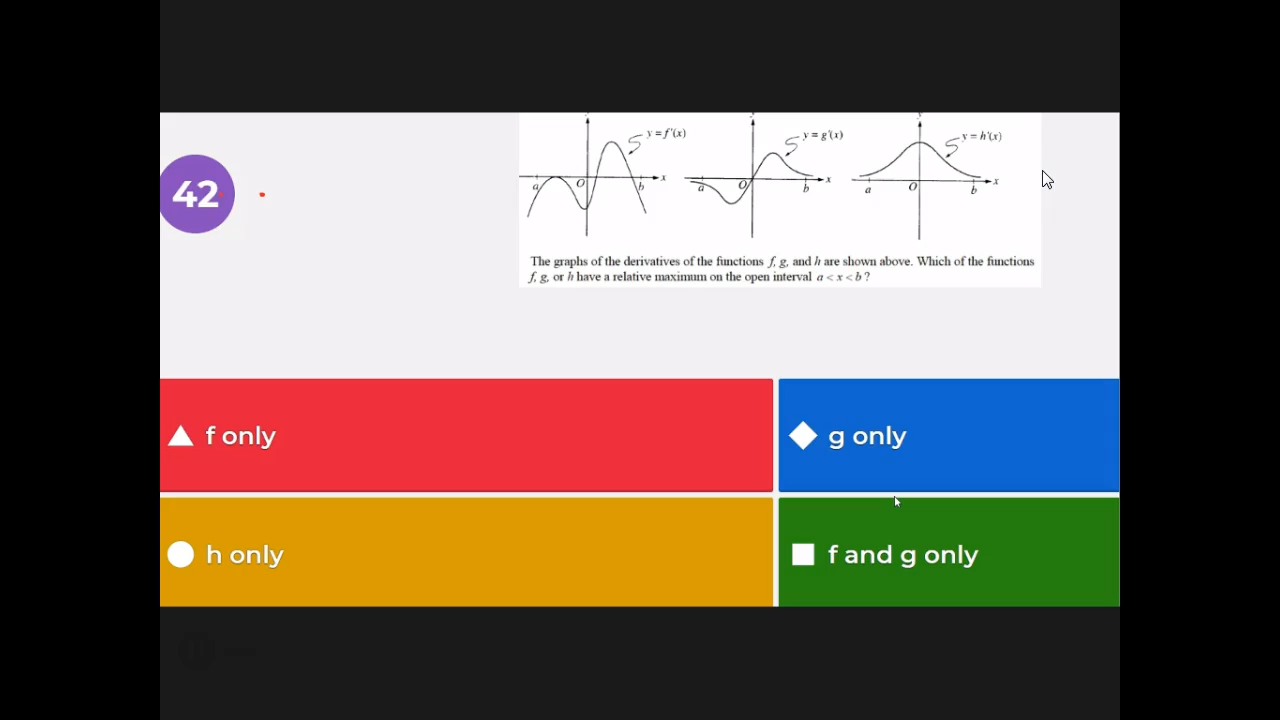 y = f'(x)
y = g'(x)
y = h'(x)
a
O
b
x
a
O
b
x
a
O
b
x
42
The graphs of the derivatives of the functions f, g, and h are shown above. Which of the functions
f, g, or h have a relative maximum on the open interval a < x < b ?
f only
g only
h only
f and g only